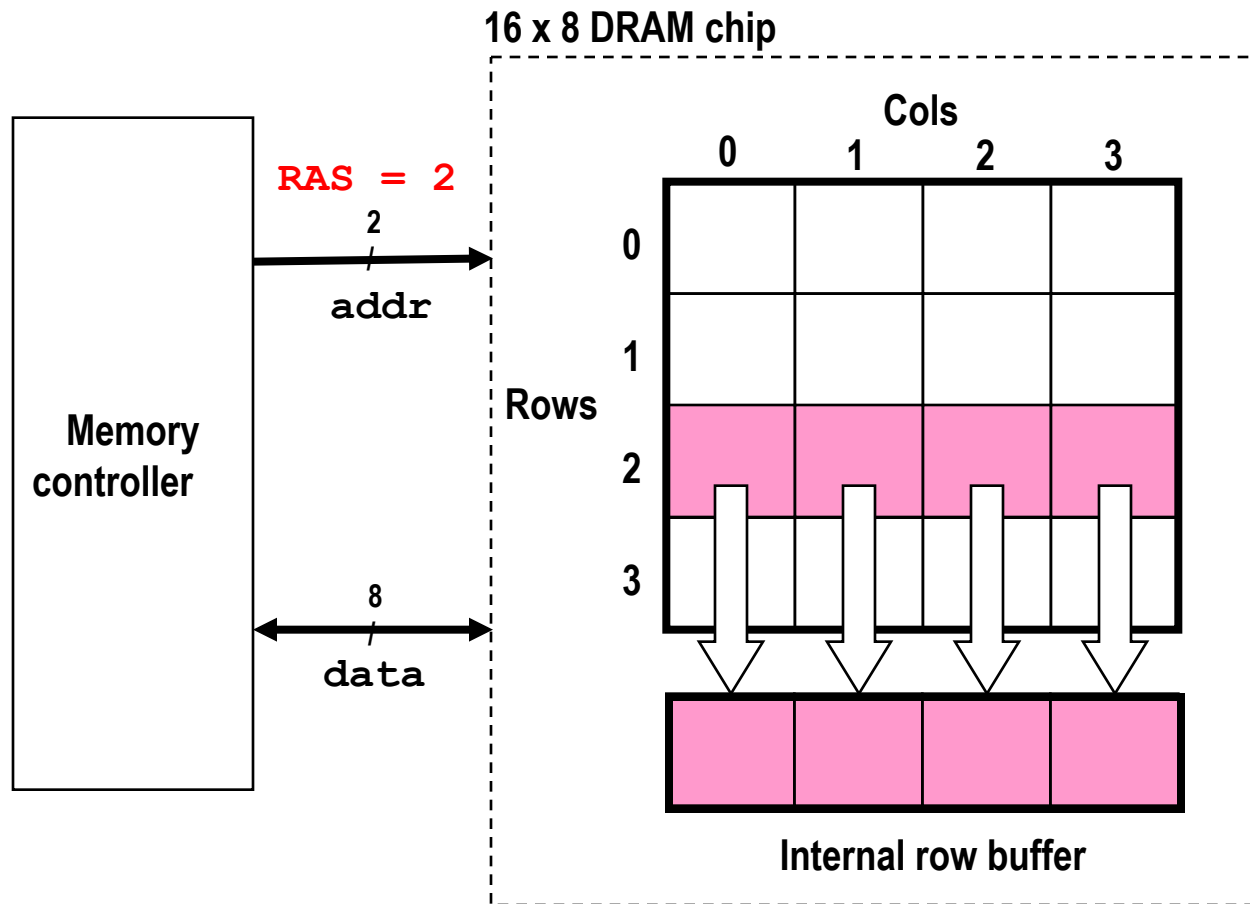 16 x 8 DRAM chip
Cols
0 1 2 3
RAS = 2
2
addr
0
1
Rows
2
3
Memory
controller
8
data
Internal row buffer